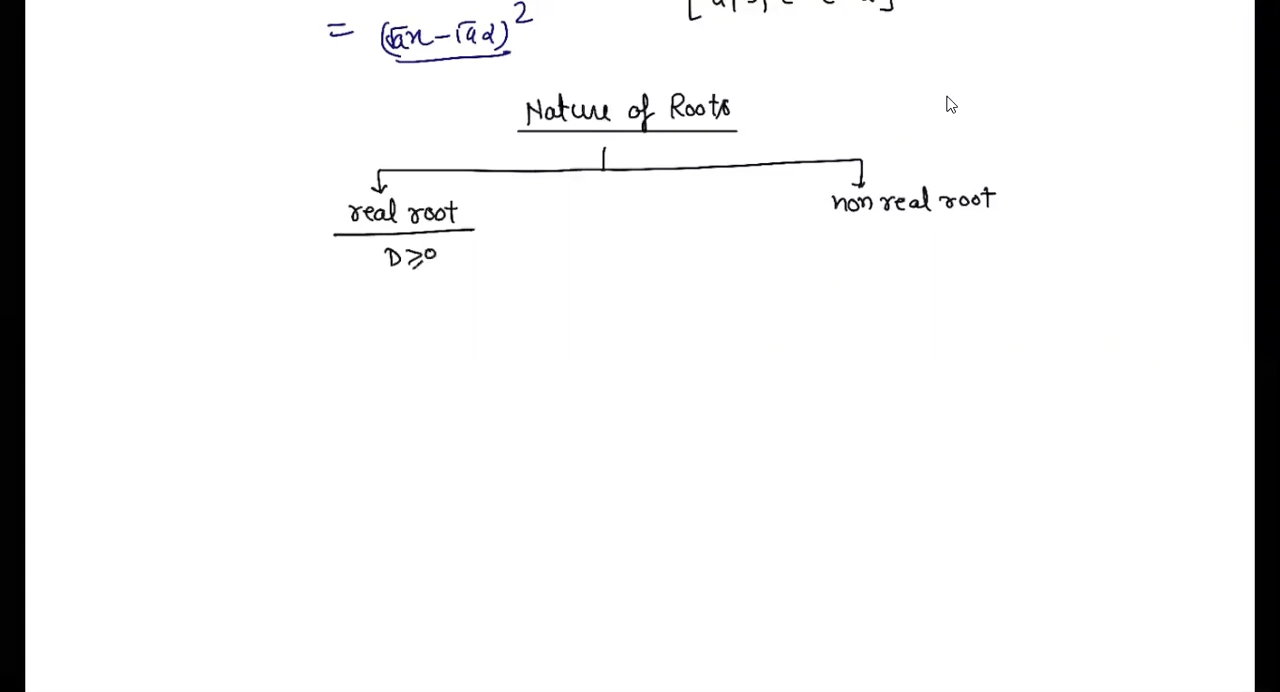 = (√ax-√aα)²
Nature of Roots
real root
non real root
D≥0